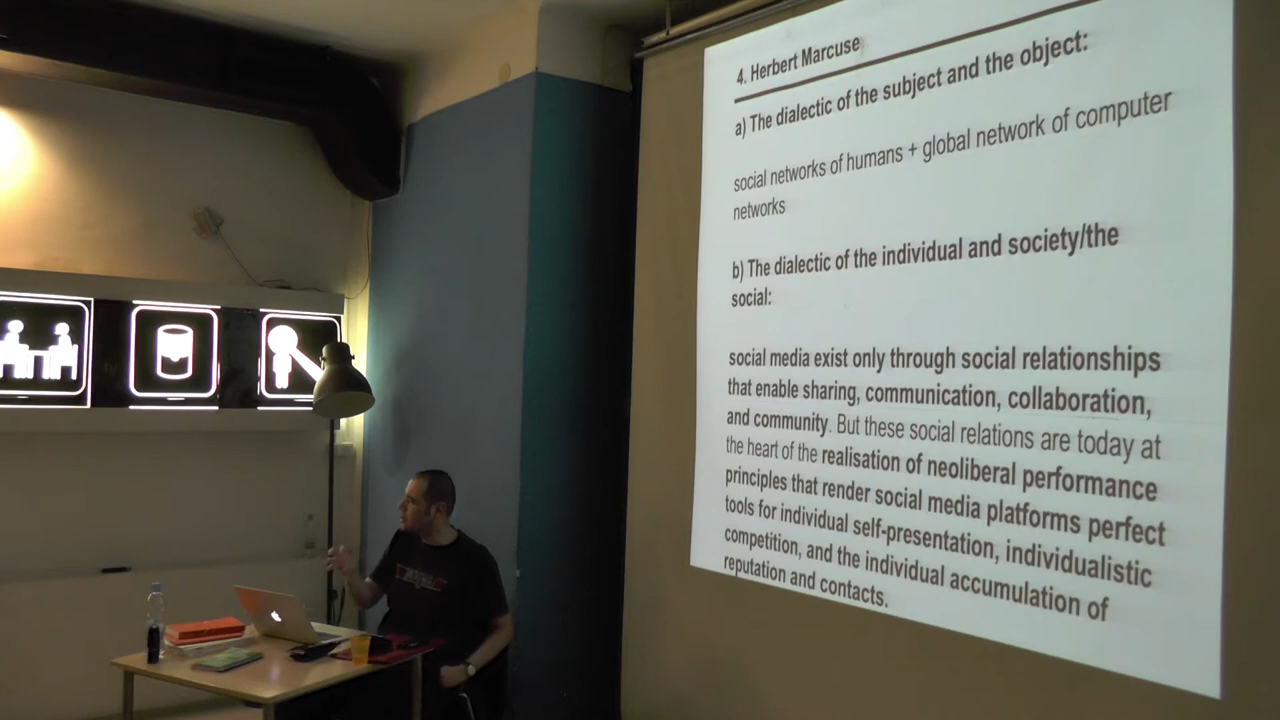 4. Herbert Marcuse
a) The dialectic of the subject and the object:
social networks of humans + global network of computer
networks
b) The dialectic of the individual and society/the
social:
social media exist only through social relationships
that enable sharing, communication, collaboration,
and community. But these social relations are today at
the heart of the realisation of neoliberal performance
principles that render social media platforms perfect
tools for individual self-presentation, individualistic
competition, and the individual accumulation of
reputation and contacts.